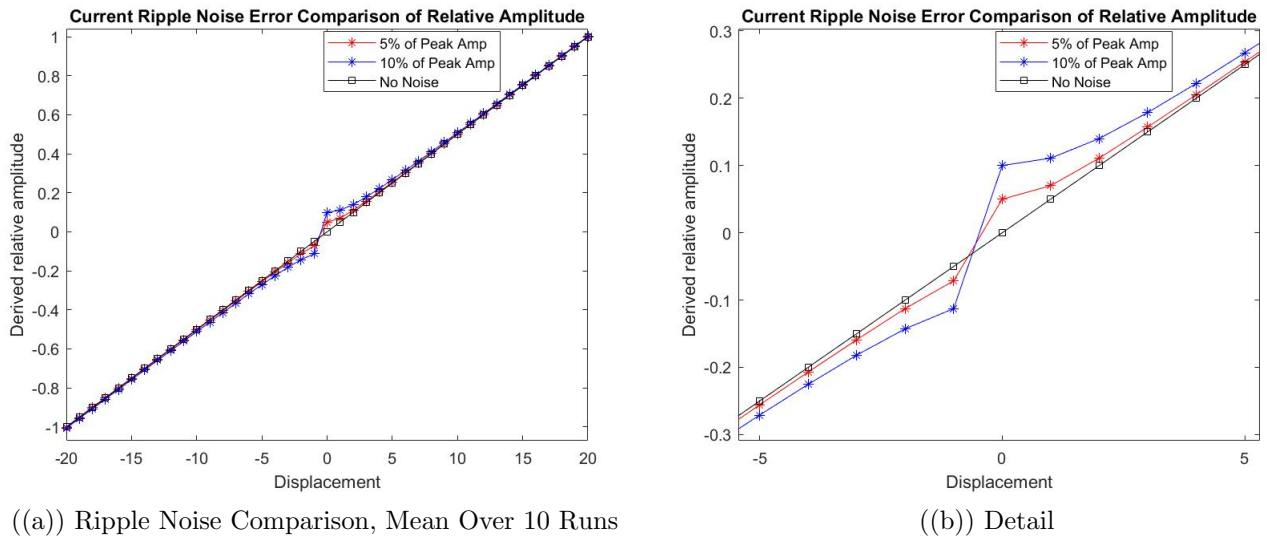 Current Ripple Noise Error Comparison of Relative Amplitude
5% of Peak Amp
10% of Peak Amp
No Noise
1
0.8
0.6
0.4
0.2
0
-0.2
-0.4
-0.6
-0.8
-1
Derived relative amplitude
-20 -15 -10 -5 0 5 10 15 20
Displacement
((a)) Ripple Noise Comparison, Mean Over 10 Runs
Current Ripple Noise Error Comparison of Relative Amplitude
5% of Peak Amp
10% of Peak Amp
No Noise
0.3
0.2
0.1
0
-0.1
-0.2
-0.3
Derived relative amplitude
-5 0 5
Displacement
((b)) Detail